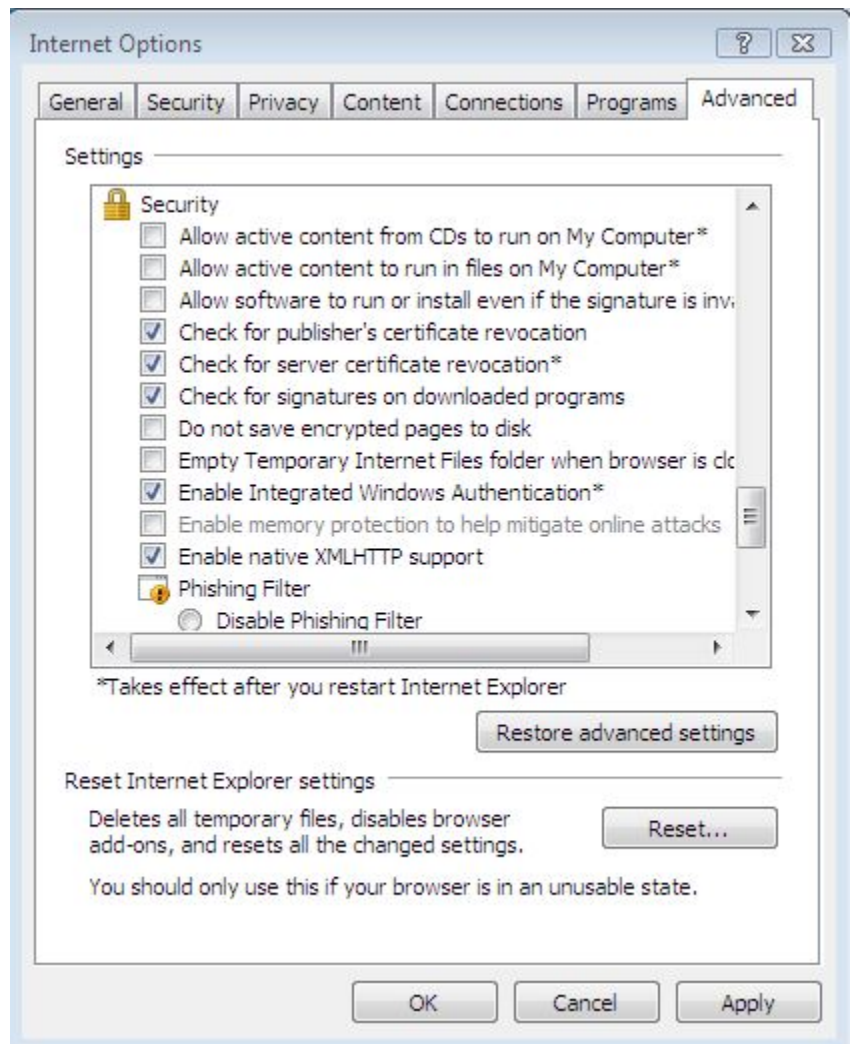 Internet Options
General Security Privacy Content Connections Programs Advanced
Settings
Security
Allow active content from CDs to run on My Computer*
Allow active content to run in files on My Computer*
Allow software to run or install even if the signature is
Check for publisher's certificate revocation
Check for server certificate revocation*
Check for signatures on downloaded programs
Do not save encrypted pages to disk
Empty Temporary Internet Files folder when browser is
Enable Integrated Windows Authentication*
Enable memory protection to help mitigate online attacks
Enable native XMLHTTP support
Phishing Filter
Disable Phishing Filter
*Takes effect after you restart Internet Explorer
Restore advanced settings
Reset Internet Explorer settings
Deletes all temporary files, disables browser
add-ons, and resets all the changed settings.
Reset...
You should only use this if your browser is in an unusable state.
OK Cancel Apply